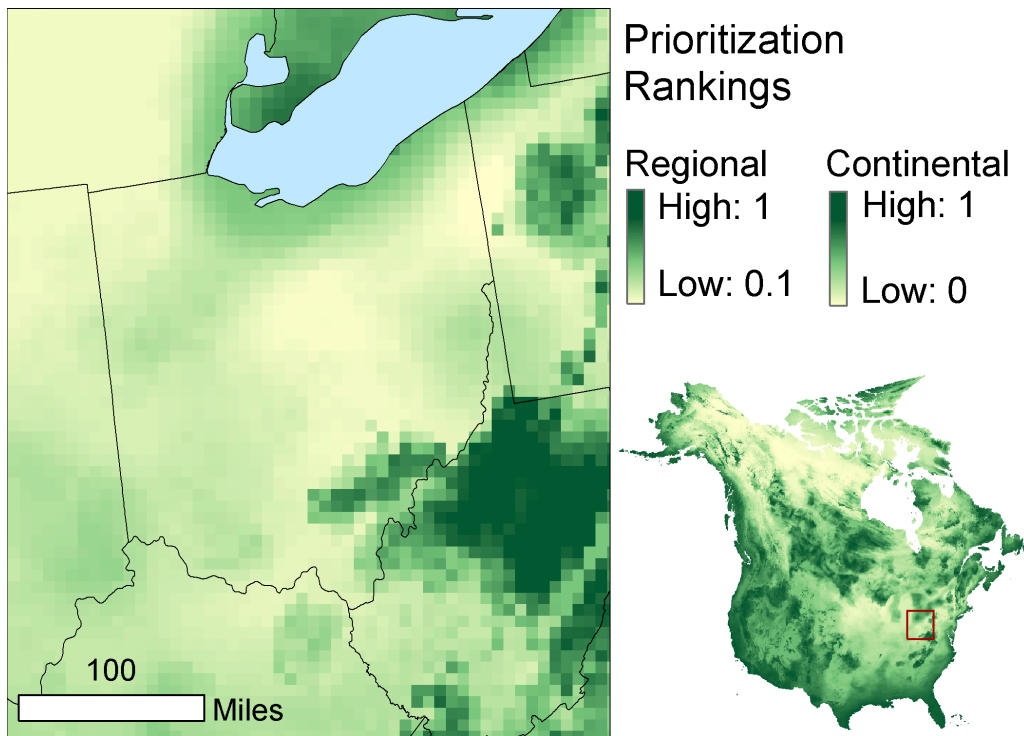 Prioritization
Rankings
Regional
High: 1
Low: 0.1
Continental
High: 1
Low: 0
100
Miles